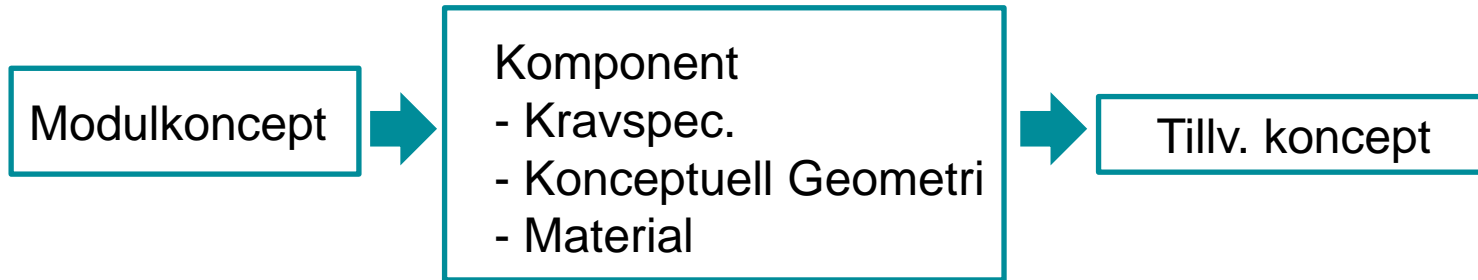 Modulkoncept
Komponent
- Kravspec.
- Konceptuell Geometri
- Material
Tillv. koncept